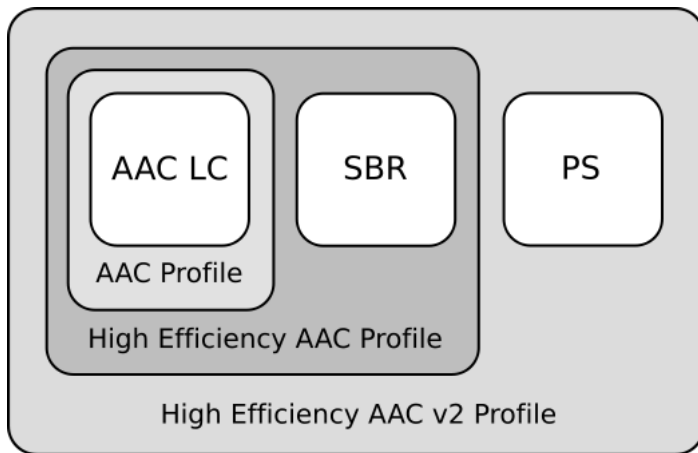 AAC LC
SBR
PS
AAC Profile
High Efficiency AAC Profile
High Efficiency AAC v2 Profile